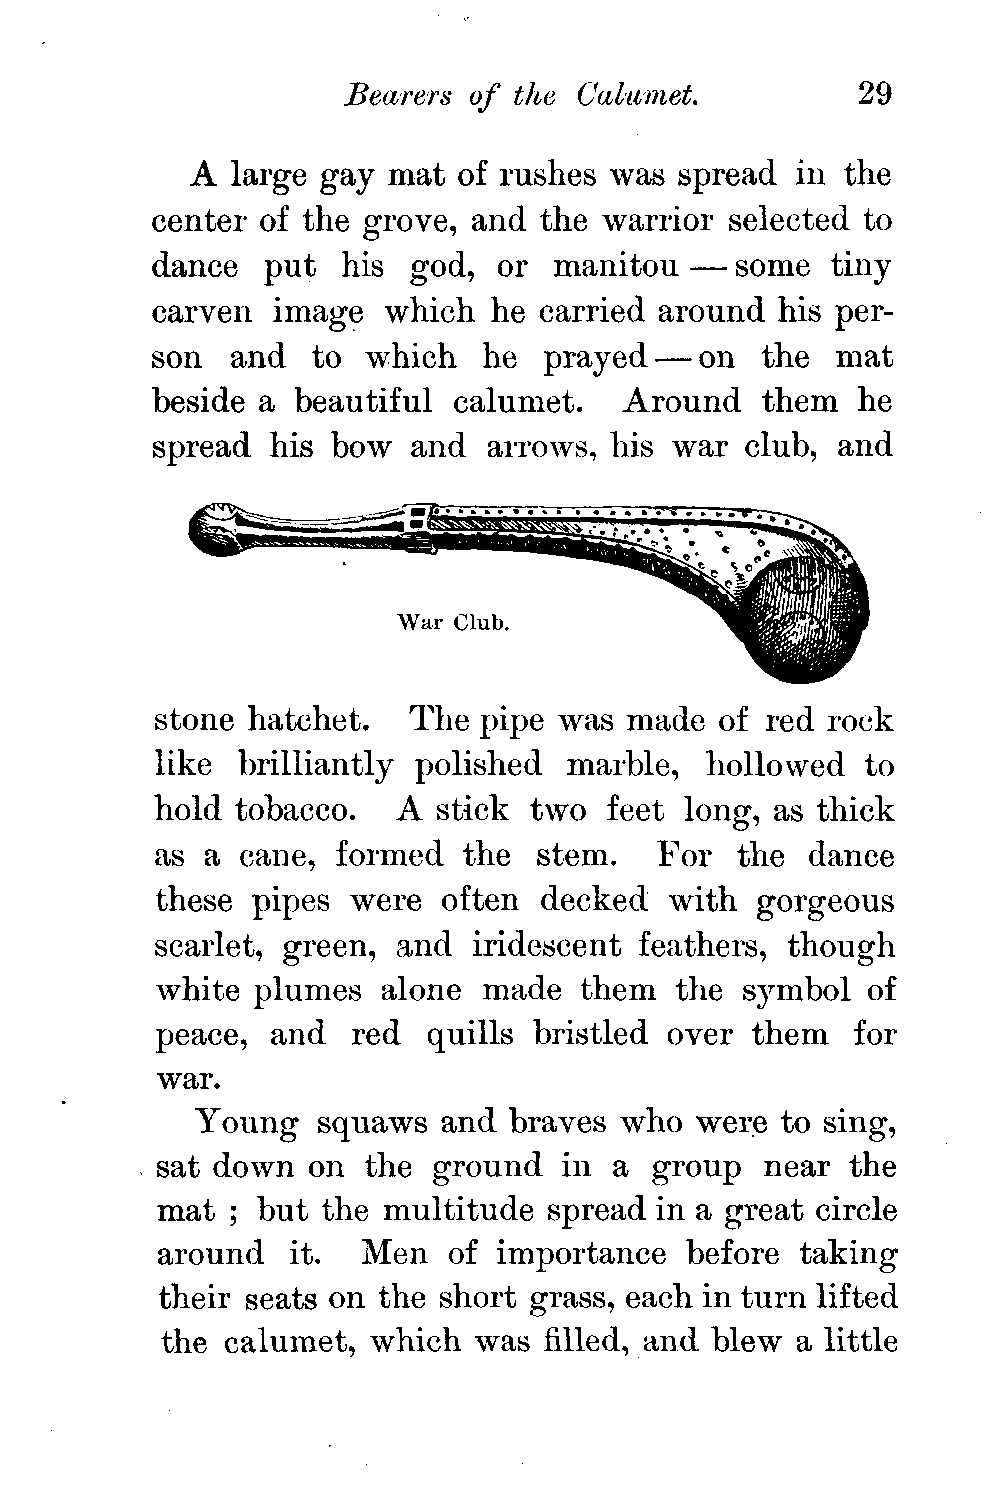 Bearers of the Calumet. 29
A large gay mat of rushes was spread in the
center of the grove, and the warrior selected to
dance put his god, or manitou — some tiny
carven image which he carried around his per-
son and to which he prayed — on the mat
beside a beautiful calumet. Around them he
spread his bow and arrows, his war club, and
War Club.
stone hatchet. The pipe was made of red rock
like brilliantly polished marble, hollowed to
hold tobacco. A stick two feet long, as thick
as a cane, formed the stem. For the dance
these pipes were often decked with gorgeous
scarlet, green, and iridescent feathers, though
white plumes alone made them the symbol of
peace, and red quills bristled over them for
war.
Young squaws and braves who were to sing,
sat down on the ground in a group near the
mat ; but the multitude spread in a great circle
around it. Men of importance before taking
their seats on the short grass, each in turn lifted
the calumet, which was filled, and blew a little